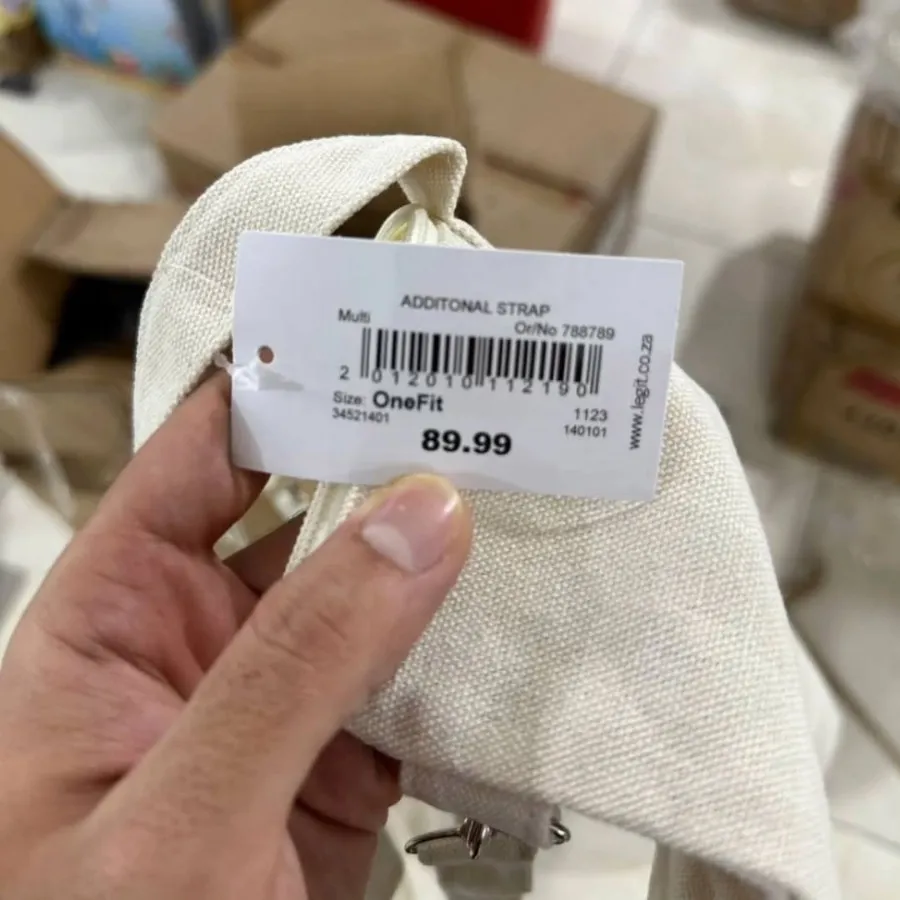 ADDITONAL STRAP
Multi
Or/No 788789
2 012010 112190
Size: OneFit
34521401
1123
140101
89.99
www.legit.co.za